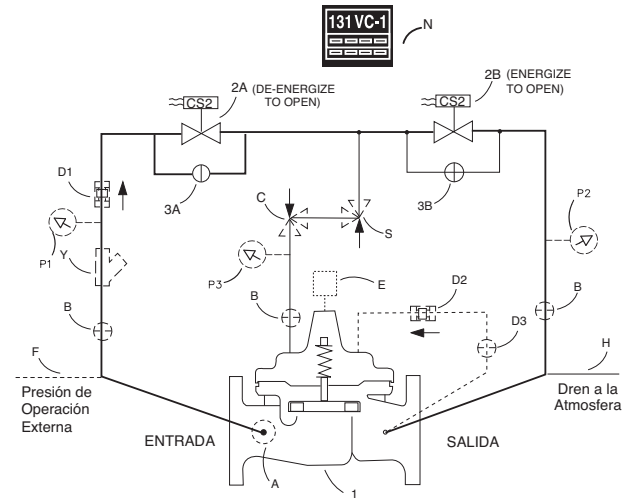 131 VC-1
N
2A (DE-ENERGIZE
TO OPEN)
2B (ENERGIZE
TO OPEN)
CS2
CS2
D1
3A
3B
C
S
P1
P2
Y
P3
E
D2
B
B
B
D3
F
H
Presión de
Operación
Externa
Dren a la
Atmosfera
ENTRADA
SALIDA
A
1